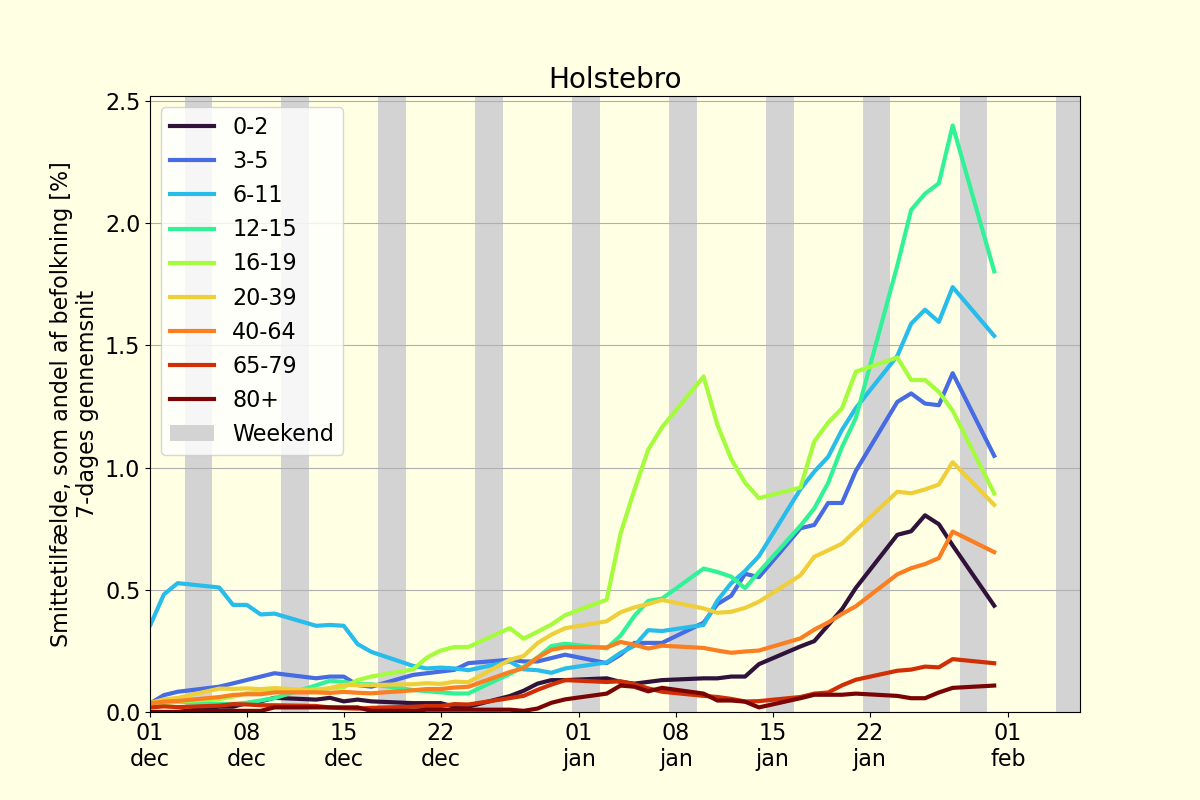 Holstebro
Smittetilfælde, som andel af befolkning [%]
7-dages gennemsnit
2.5
2.0
1.5
1.0
0.5
0.0
0-2
3-5
6-11
12-15
16-19
20-39
40-64
65-79
80+
Weekend
01 08 15 22 01 08 15 22 01
dec dec dec dec jan jan jan jan feb